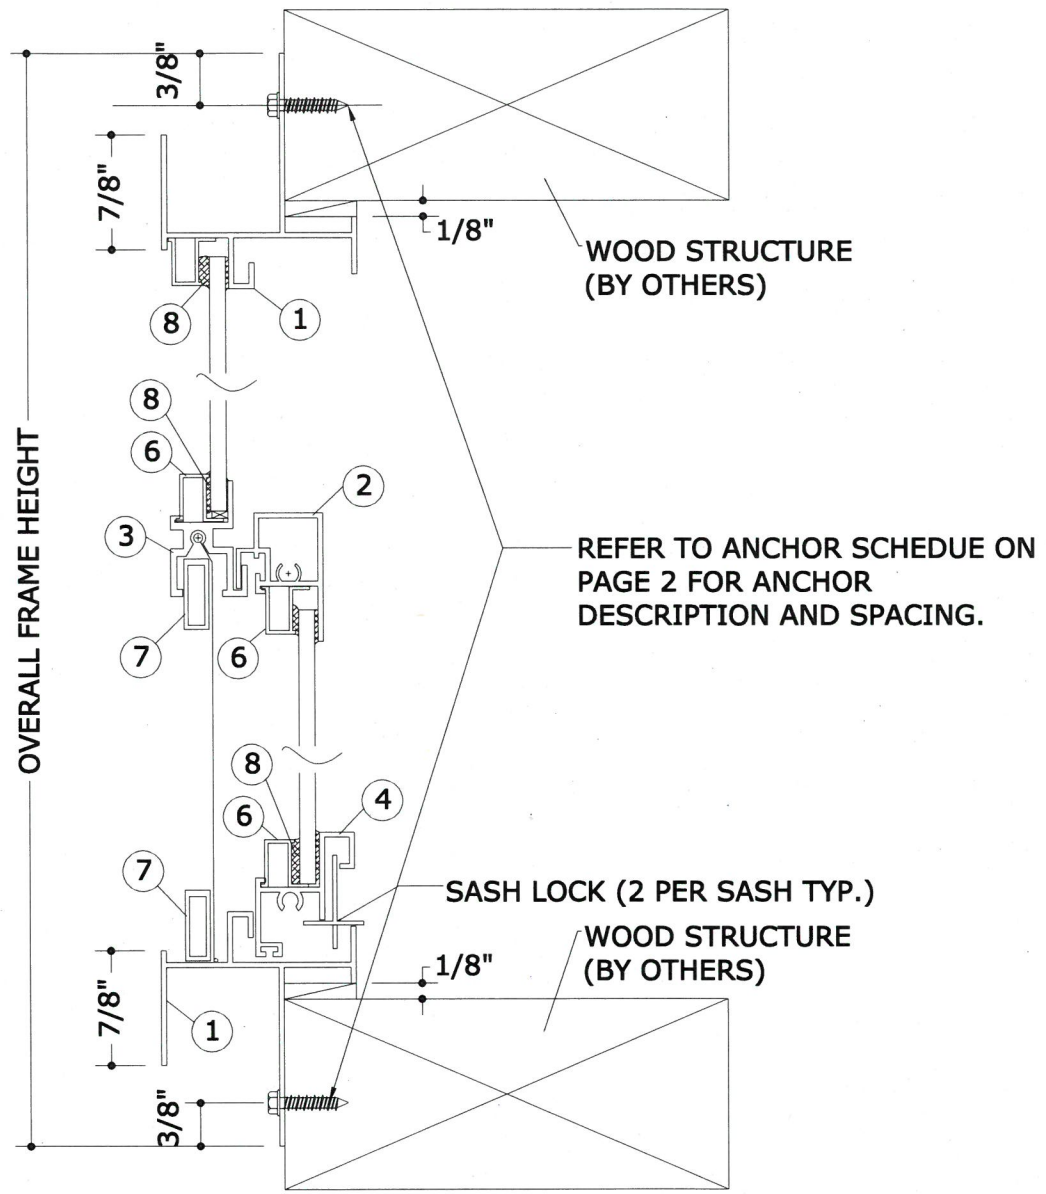 3/8"
7/8"
1/8"
WOOD STRUCTURE
(BY OTHERS)
8
1
8
6
2
3
OVERALL FRAME HEIGHT
REFER TO ANCHOR SCHEDUE ON
PAGE 2 FOR ANCHOR
DESCRIPTION AND SPACING.
7
6
8
4
6
7
SASH LOCK (2 PER SASH TYP.)
WOOD STRUCTURE
(BY OTHERS)
1/8"
7/8"
1
3/8"